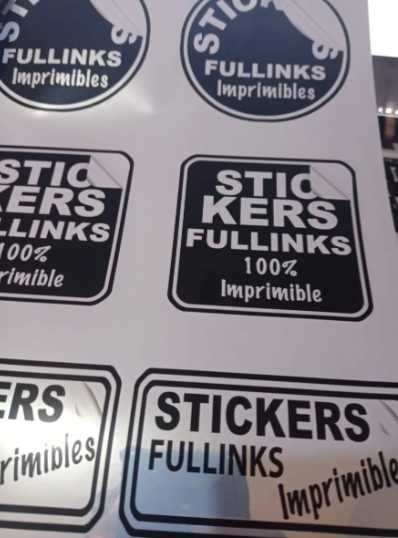 STIC
S
FULLINKS
Imprimibles
STIC
S
FULLINKS
Imprimibles
STIC
KERS
LLINKS
100%
rimible
STIC
KERS
FULLINKS
100%
Imprimible
ERS
rimibles
STICKERS
FULLINKS
Imprimible